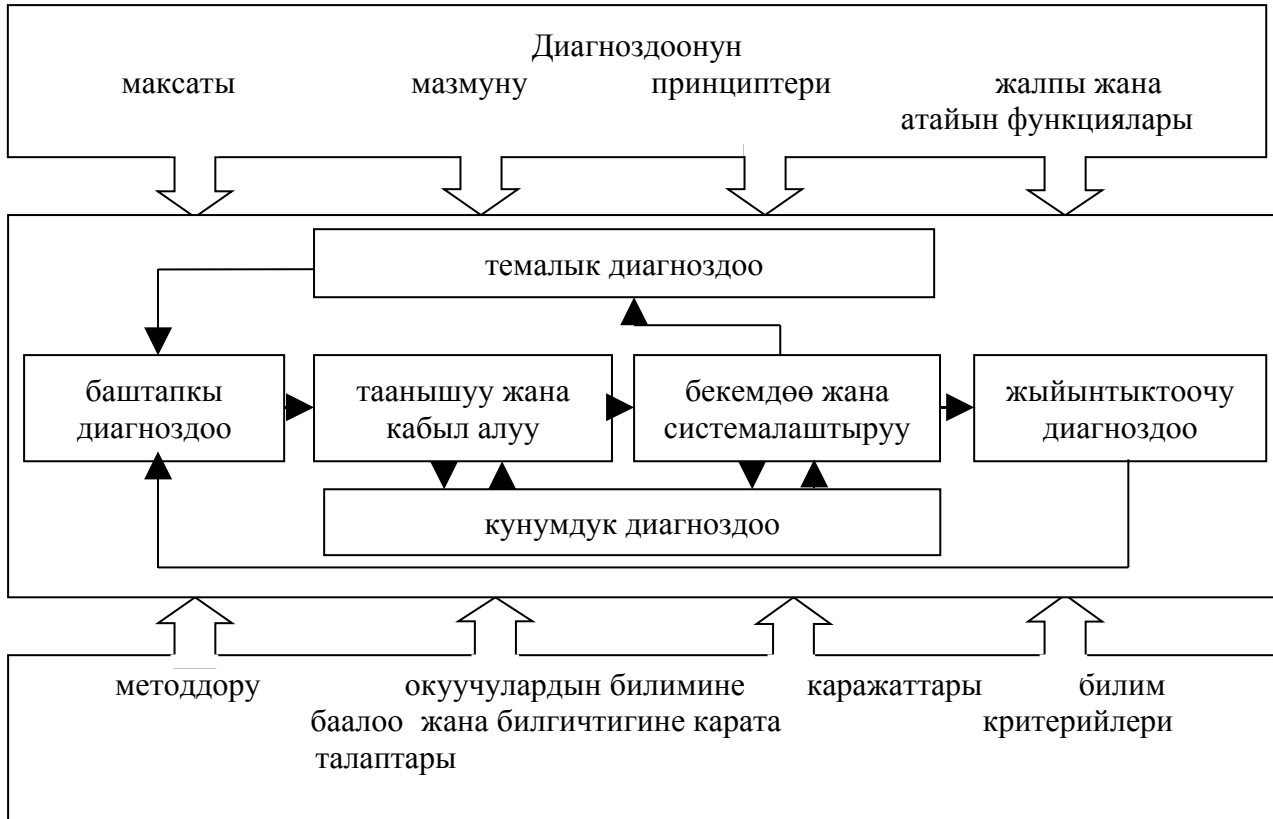 Диагноздоонун
максаты мазмуну принциптери жалпы жана
атайын функциялары
темалык диагноздоо
баштапкы
диагноздоо
таанышуу жана
кабыл алуу
бекемдөө жана
системалаштыруу
жыйынтыктоочу
диагноздоо
кунумдук диагноздоо
методдору окуучулардын билимине каражаттары билим
баалоо жана билгичтигине карата критерийлери
талаптары